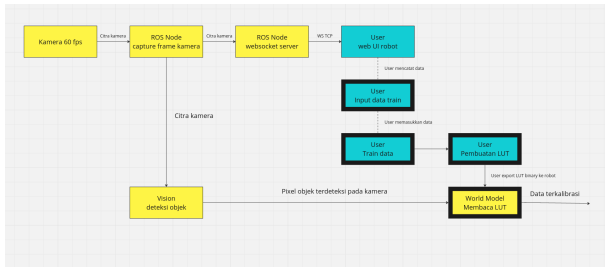 Kamera 60 fps
Citra kamera
ROS Node
capture frame kamera
Citra kamera
ROS Node
websocket server
WS TCP
User
web UI robot
User mencatat data
User
Input data train
User memasukkan data
User
Train data
User
Pembuatan LUT
Citra kamera
User export LUT binary ke robot
Vision
deteksi objek
Pixel objek terdeteksi pada kamera
World Model
Membaca LUT
Data terkalibrasi